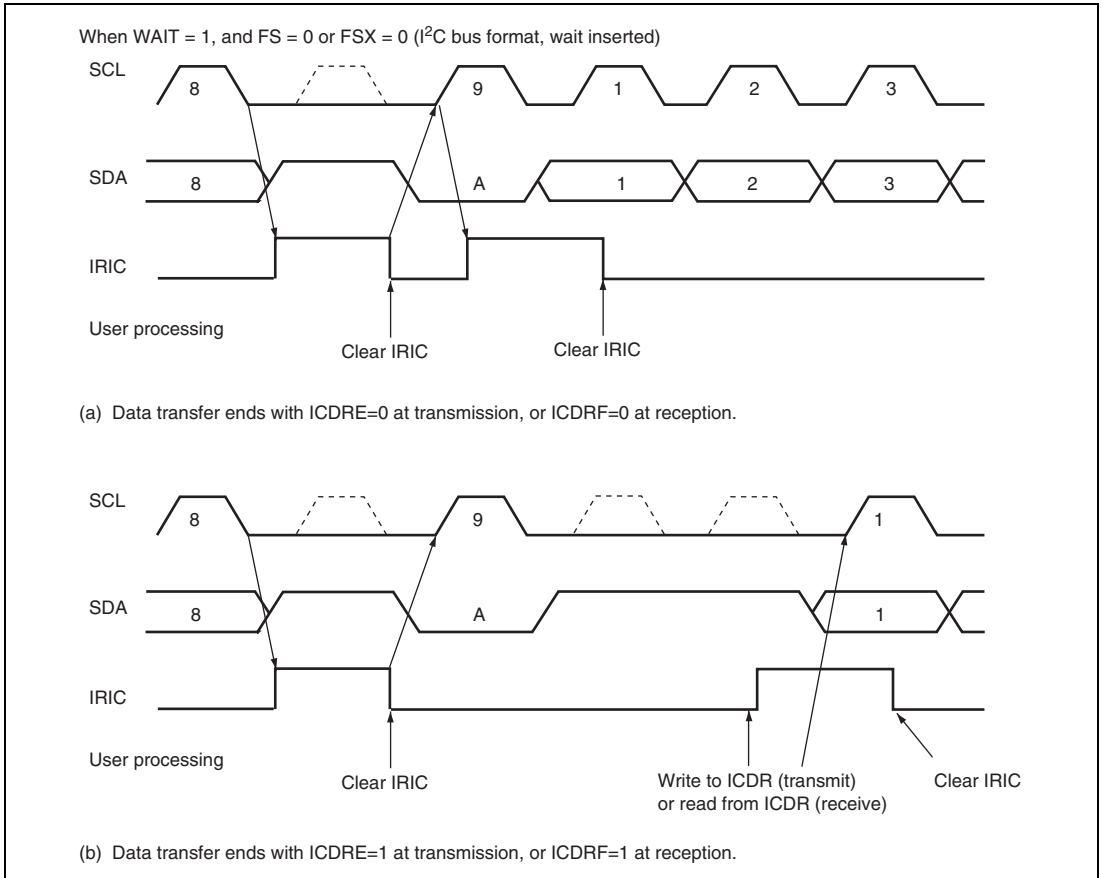 When WAIT = 1, and FS = 0 or FSX = 0 (I²C bus format, wait inserted)
SCL
8
9
1
2
3
SDA
8
A
1
2
3
IRIC
User processing
Clear IRIC
Clear IRIC
(a) Data transfer ends with ICDRE=0 at transmission, or ICDRF=0 at reception.
SCL
8
9
1
SDA
8
A
1
IRIC
User processing
Clear IRIC
Write to ICDR (transmit)
or read from ICDR (receive)
Clear IRIC
(b) Data transfer ends with ICDRE=1 at transmission, or ICDRF=1 at reception.